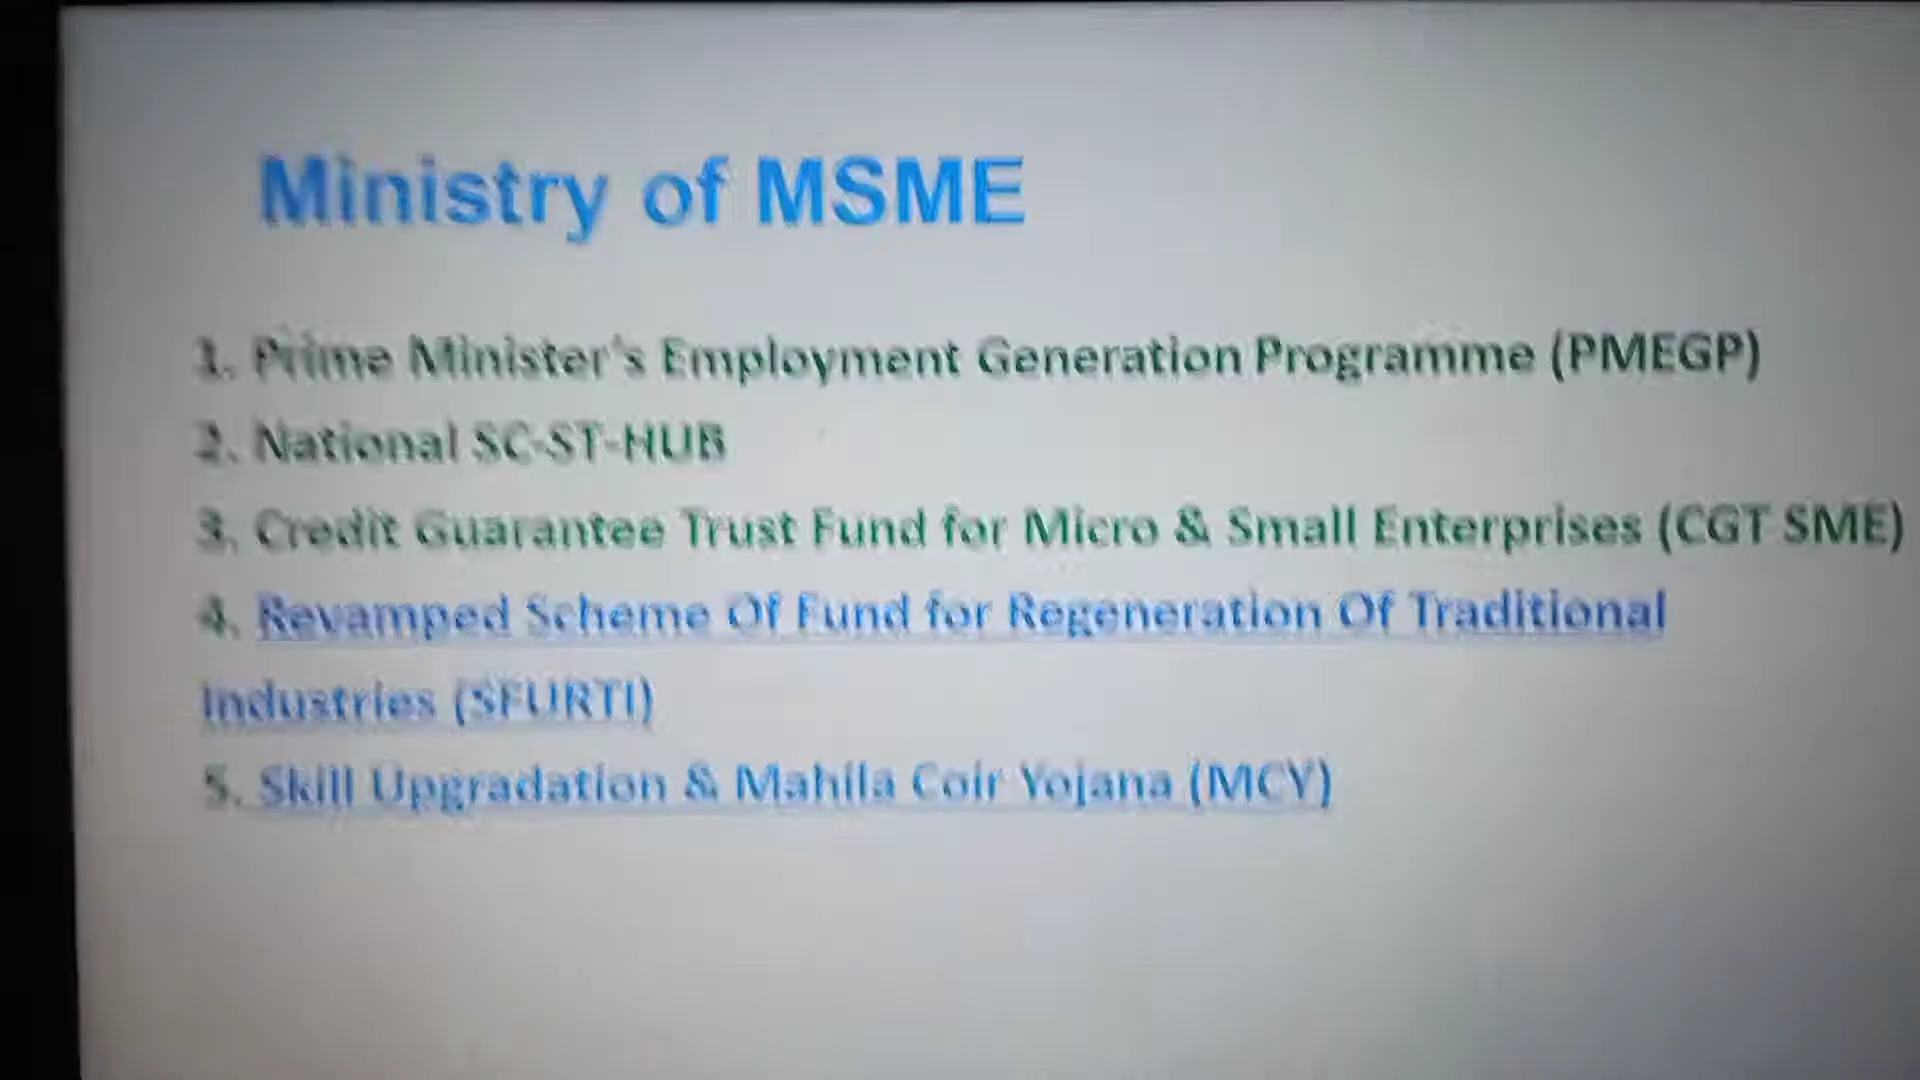 Ministry of MSME
1. Prime Minister's Employment Generation Programme (PMEGP)
2. National SC-ST-HUB
3. Credit Guarantee Trust Fund for Micro & Small Enterprises (CGT SME)
4. Revamped Scheme Of Fund for Regeneration Of Traditional
Industries (SFURTI)
5. Skill Upgradation & Mahila Coir Yojana (MCY)